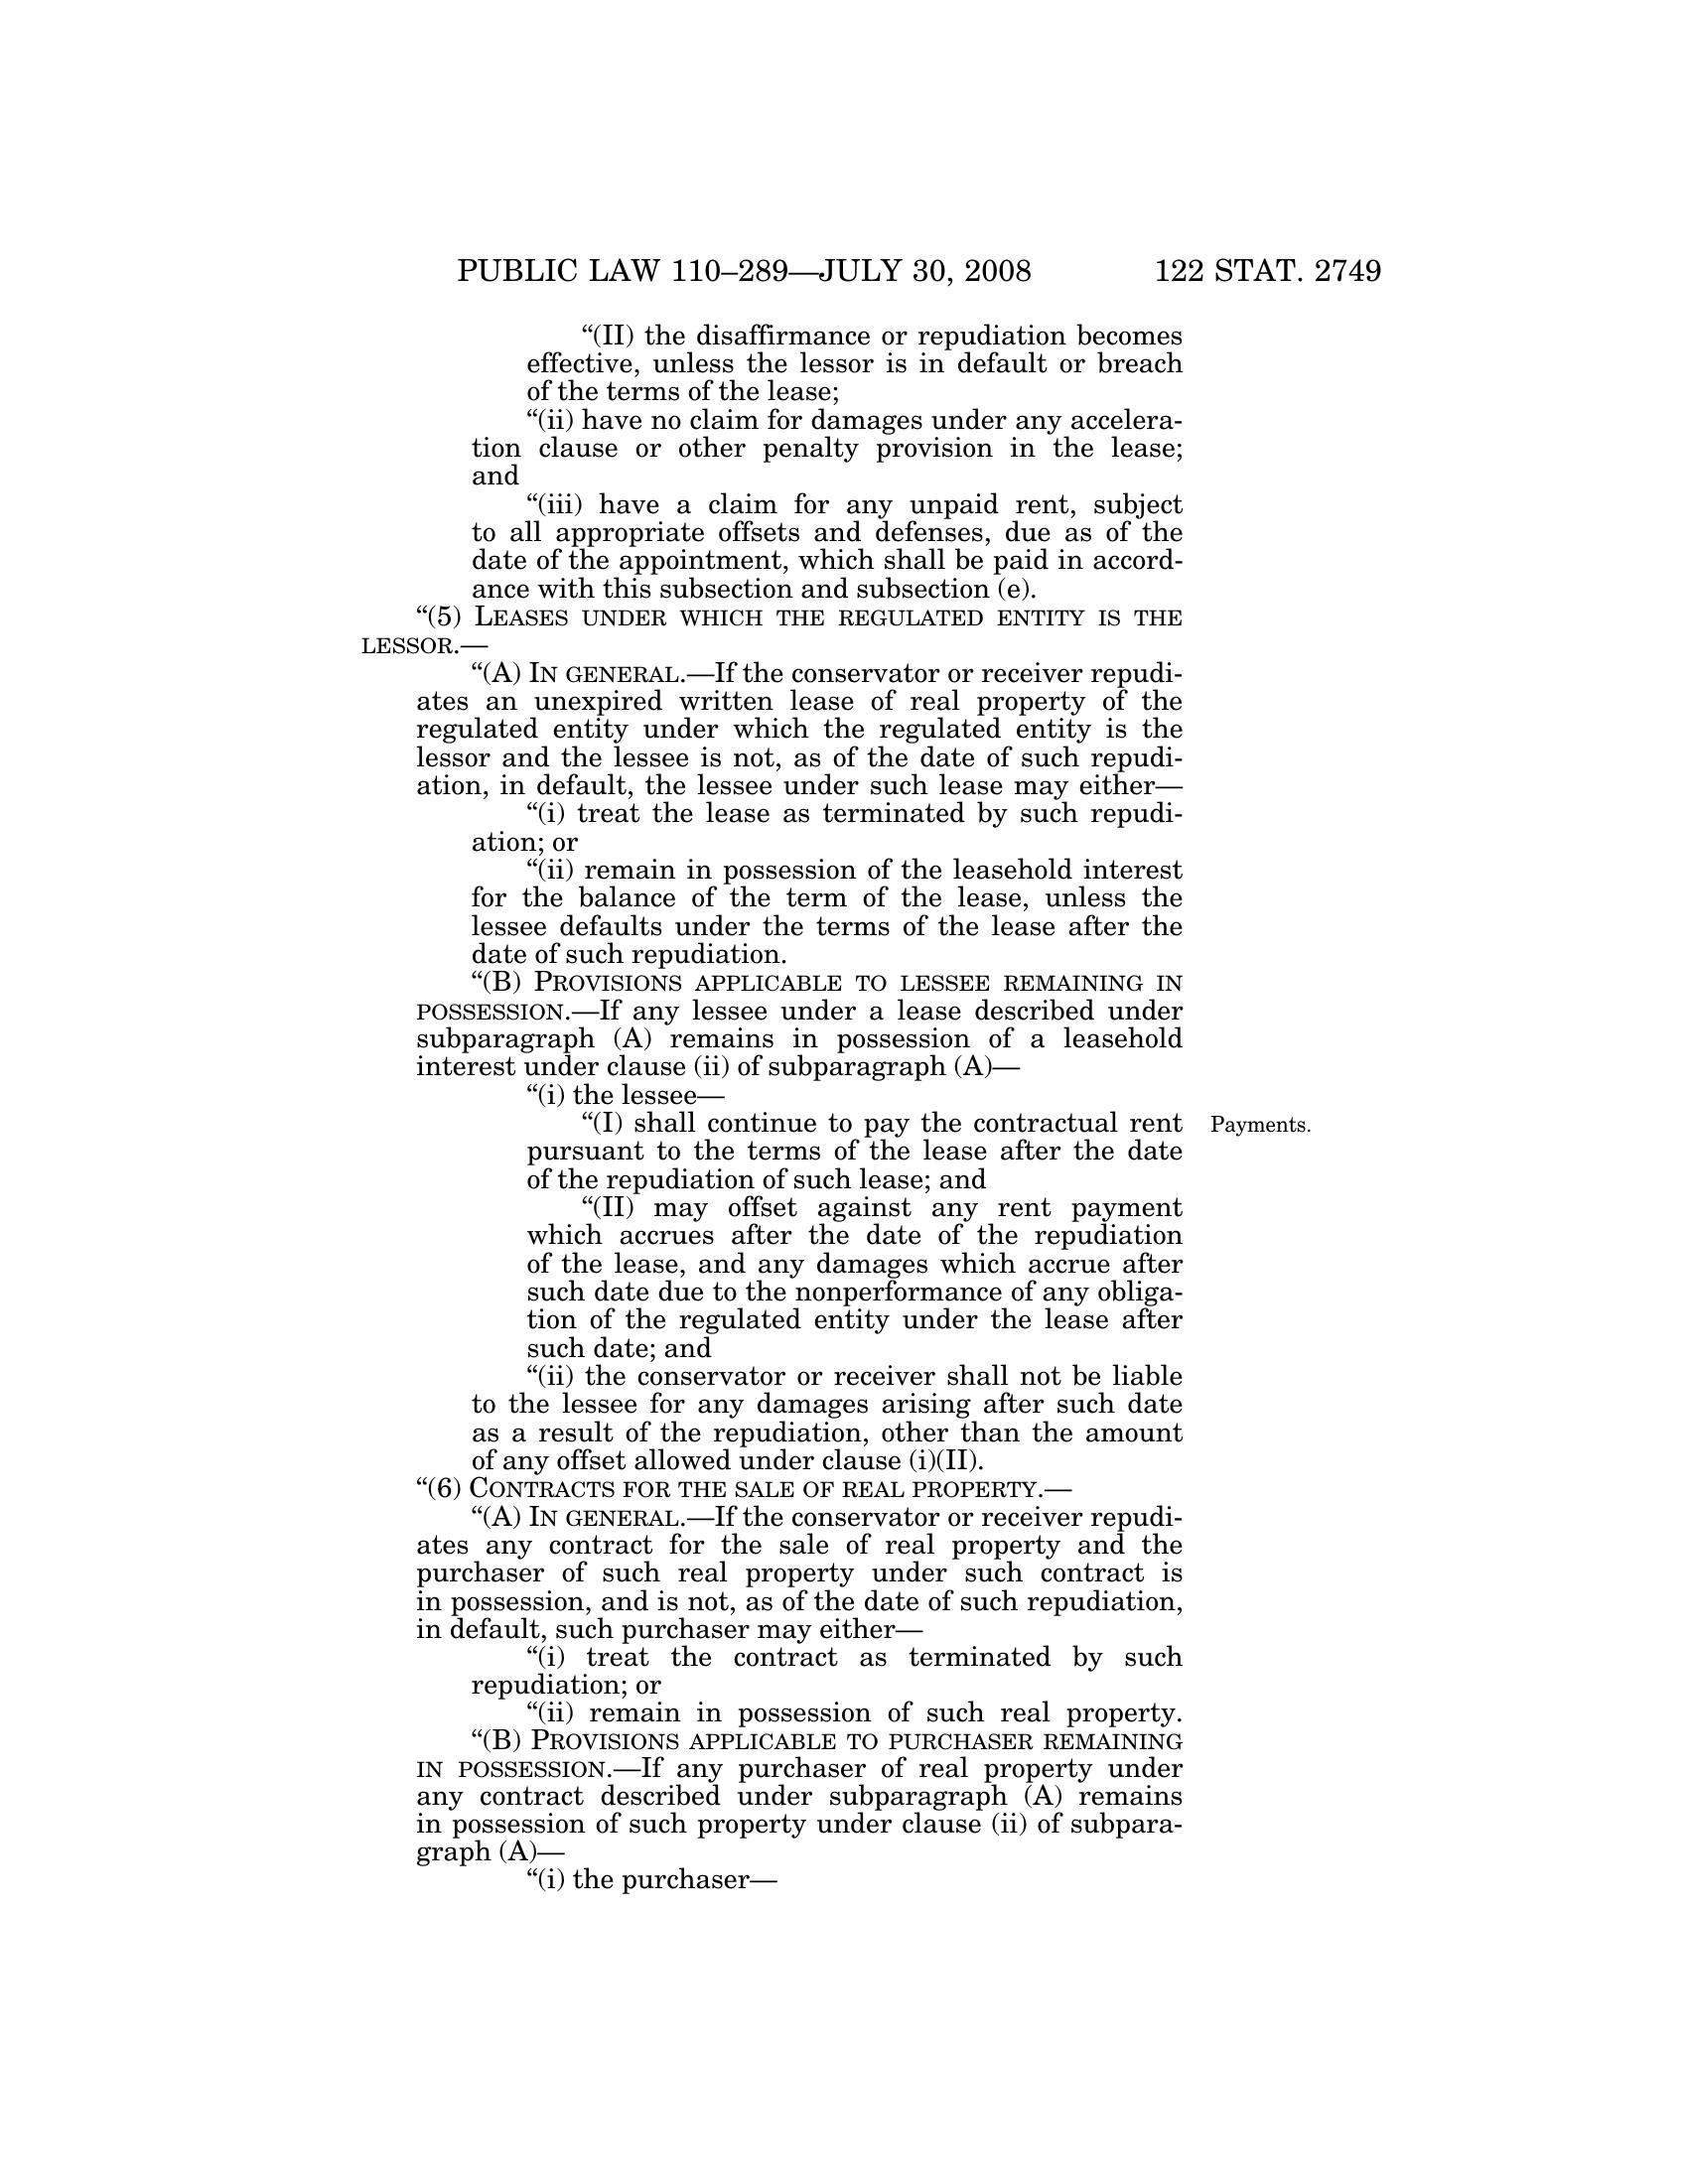 PUBLIC LAW 110–289—JULY 30, 2008 122 STAT. 2749
“(II) the disaffirmance or repudiation becomes
effective, unless the lessor is in default or breach
of the terms of the lease;
“(ii) have no claim for damages under any accelera-
tion clause or other penalty provision in the lease;
and
“(iii) have a claim for any unpaid rent, subject
to all appropriate offsets and defenses, due as of the
date of the appointment, which shall be paid in accord-
ance with this subsection and subsection (e).
“(5) LEASES UNDER WHICH THE REGULATED ENTITY IS THE
LESSOR.—
“(A) IN GENERAL.—If the conservator or receiver repudi-
ates an unexpired written lease of real property of the
regulated entity under which the regulated entity is the
lessor and the lessee is not, as of the date of such repudi-
ation, in default, the lessee under such lease may either—
“(i) treat the lease as terminated by such repudi-
ation; or
“(ii) remain in possession of the leasehold interest
for the balance of the term of the lease, unless the
lessee defaults under the terms of the lease after the
date of such repudiation.
“(B) PROVISIONS APPLICABLE TO LESSEE REMAINING IN
POSSESSION.—If any lessee under a lease described under
subparagraph (A) remains in possession of a leasehold
interest under clause (ii) of subparagraph (A)—
“(i) the lessee—
“(I) shall continue to pay the contractual rent Payments.
pursuant to the terms of the lease after the date
of the repudiation of such lease; and
“(II) may offset against any rent payment
which accrues after the date of the repudiation
of the lease, and any damages which accrue after
such date due to the nonperformance of any obliga-
tion of the regulated entity under the lease after
such date; and
“(ii) the conservator or receiver shall not be liable
to the lessee for any damages arising after such date
as a result of the repudiation, other than the amount
of any offset allowed under clause (i)(II).
“(6) CONTRACTS FOR THE SALE OF REAL PROPERTY.—
“(A) IN GENERAL.—If the conservator or receiver repudi-
ates any contract for the sale of real property and the
purchaser of such real property under such contract is
in possession, and is not, as of the date of such repudiation,
in default, such purchaser may either—
“(i) treat the contract as terminated by such
repudiation; or
“(ii) remain in possession of such real property.
“(B) PROVISIONS APPLICABLE TO PURCHASER REMAINING
IN POSSESSION.—If any purchaser of real property under
any contract described under subparagraph (A) remains
in possession of such property under clause (ii) of subpara-
graph (A)—
“(i) the purchaser—